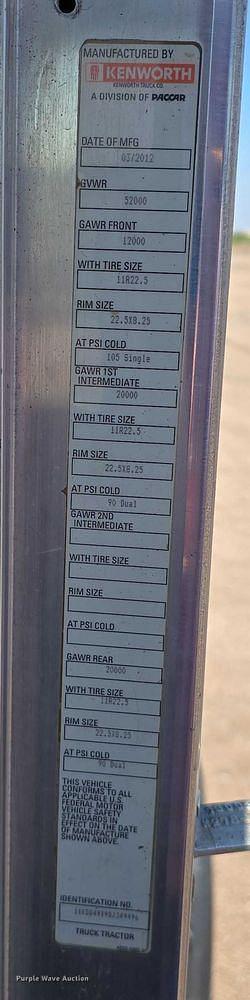 MANUFACTURED BY
KENWORTH
KENWORTH TRUCK CO.
A DIVISION OF PACCAR
DATE OF MFG
03/2012
GVWR
52000
GAWR FRONT
12000
WITH TIRE SIZE
11R22.5
RIM SIZE
22.5X8.25
AT PSI COLD
105 Single
GAWR 1ST
INTERMEDIATE
20000
WITH TIRE SIZE
11R22.5
RIM SIZE
22.5X8.25
AT PSI COLD
90 Dual
GAWR 2ND
INTERMEDIATE
WITH TIRE SIZE
RIM SIZE
AT PSI COLD
GAWR REAR
20000
WITH TIRE SIZE
11R22.5
RIM SIZE
22.5X8.25
AT PSI COLD
90 Dual
THIS VEHICLE
CONFORMS TO ALL
APPLICABLE U.S.
FEDERAL MOTOR
VEHICLE SAFETY
STANDARDS IN
EFFECT ON THE DATE
OF MANUFACTURE
SHOWN ABOVE.
IDENTIFICATION NO.
TRUCK TRACTOR
Purple Wave Auction